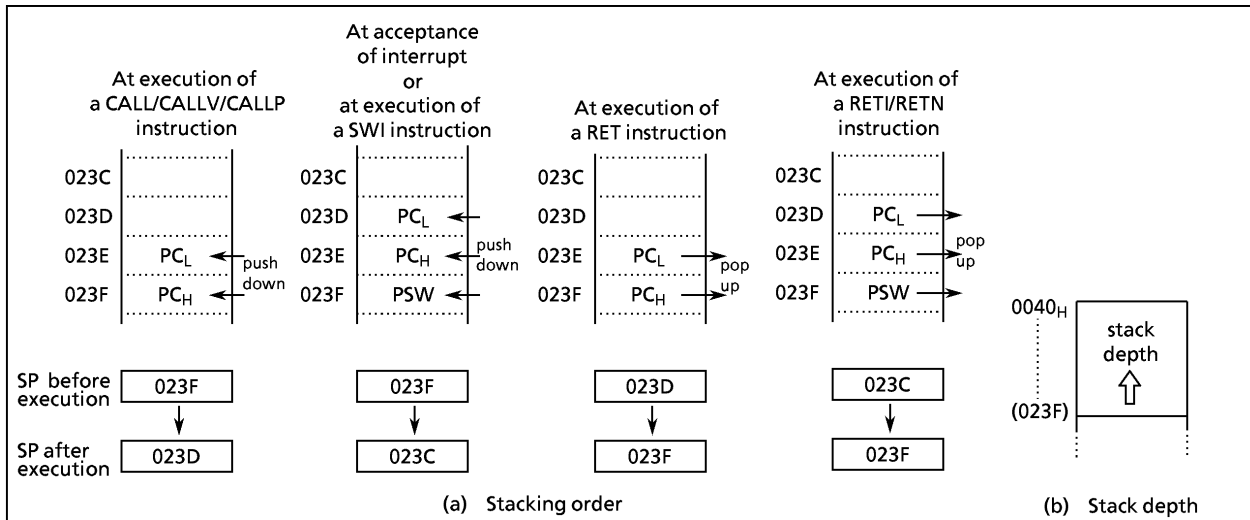 At execution of
a CALL/CALLV/CALLP
instruction
023C
023D
023E PCL
023F PCH
push
down
At acceptance
of interrupt
or
at execution of
a SWI instruction
023C
023D PCL
023E PCH
023F PSW
push
down
At execution of
a RET instruction
023C
023D
023E PCL
023F PCH
pop
up
At execution of
a RETI/RETN
instruction
023C
023D PCL
023E PCH
023F PSW
pop
up
SP before
execution
023F
023F
023D
023C
SP after
execution
023D
023C
023F
023F
(a) Stacking order
0040H
stack
depth
(023F)
(b) Stack depth